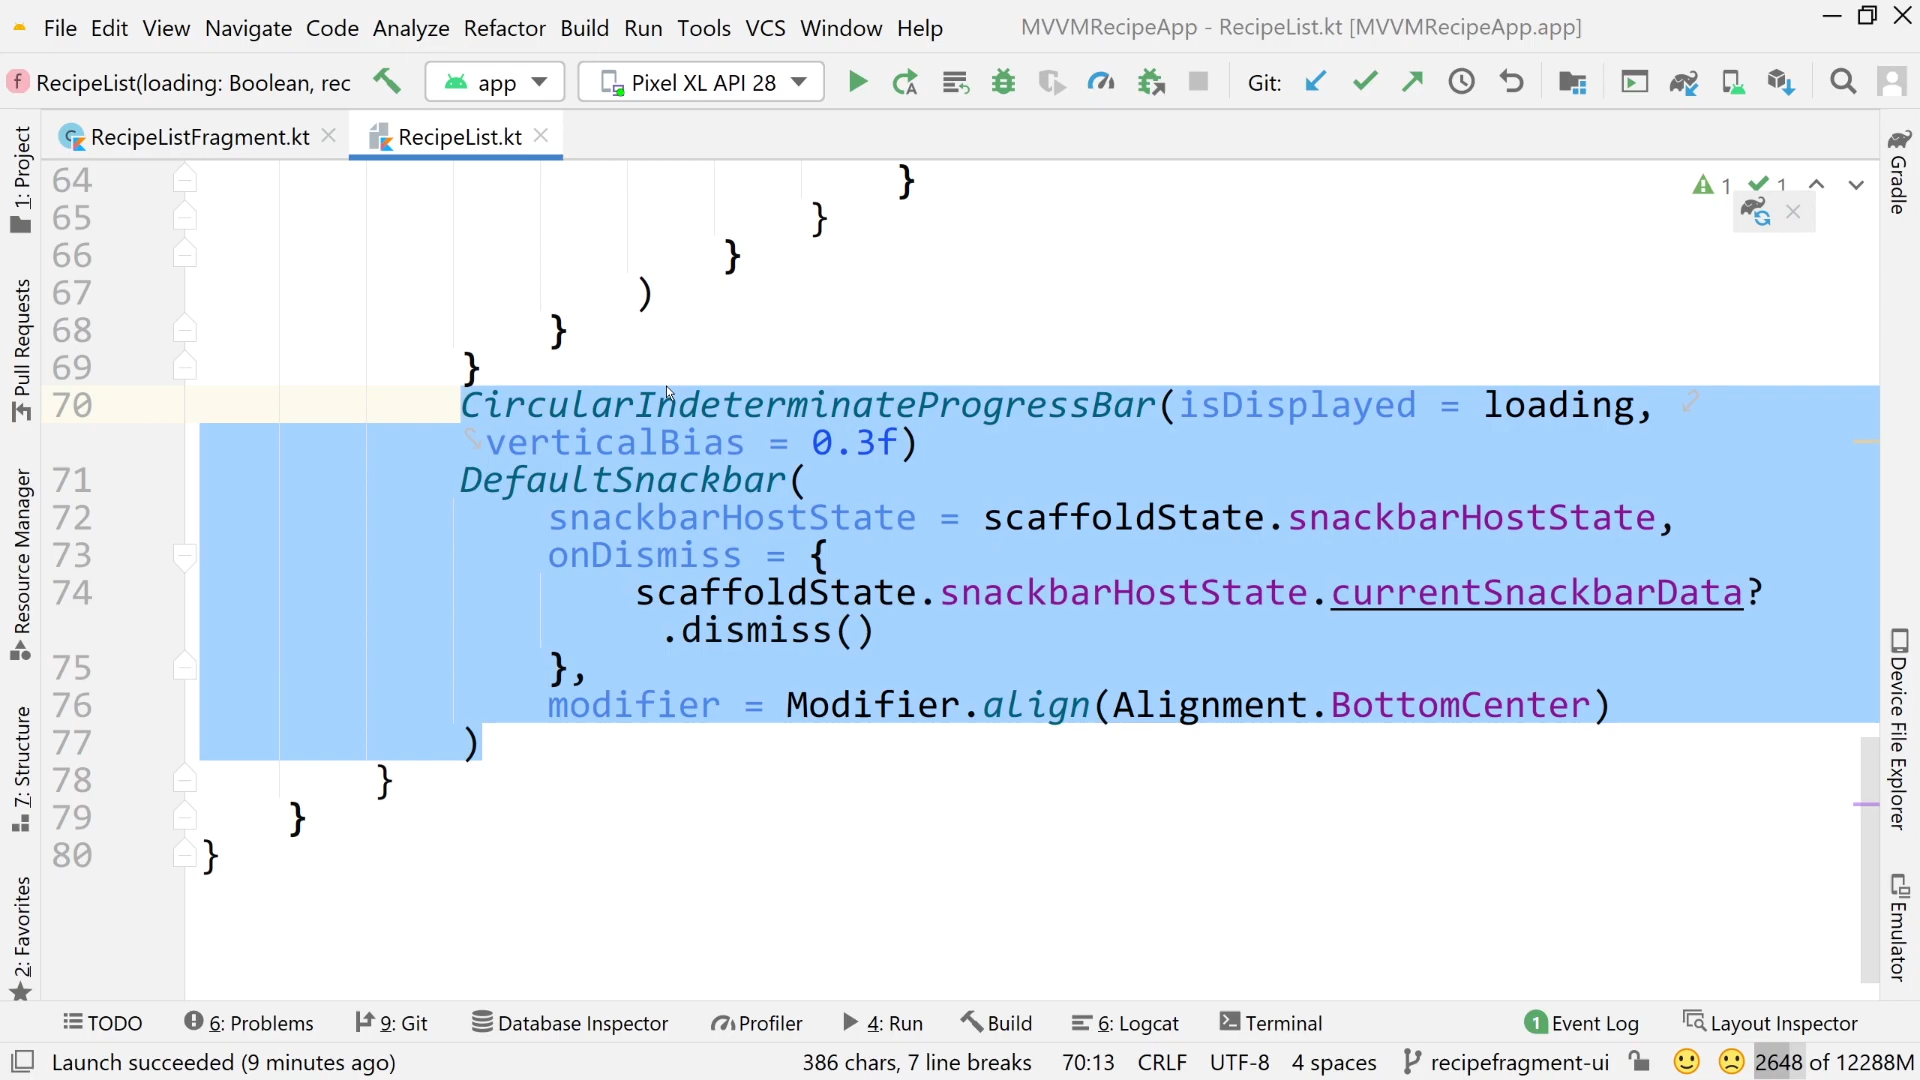 File Edit View Navigate Code Analyze Refactor Build Run Tools VCS Window Help MVVMRecipeApp - RecipeList.kt [MVVMRecipeApp.app]
f RecipeList(loading: Boolean, rec app Pixel XL API 28 Git:
RecipeListFragment.kt RecipeList.kt
1: Project
Pull Requests
Resource Manager
7: Structure
2: Favorites
64 }
1 1
65 }
66 }
67 )
68 }
69 }
70 CircularIndeterminateProgressBar(isDisplayed = loading,
verticalBias = 0.3f)
71 DefaultSnackbar(
72 snackbarHostState = scaffoldState.snackbarHostState,
73 onDismiss = {
74 scaffoldState.snackbarHostState.currentSnackbarData?
.dismiss()
75 },
76 modifier = Modifier.align(Alignment.BottomCenter)
77 )
78 }
79 }
80 }
Gradle
Device File Explorer
Emulator
TODO 6: Problems 9: Git Database Inspector Profiler 4: Run Build 6: Logcat Terminal 1 Event Log Layout Inspector
Launch succeeded (9 minutes ago) 386 chars, 7 line breaks 70:13 CRLF UTF-8 4 spaces recipefragment-ui 2648 of 12288M